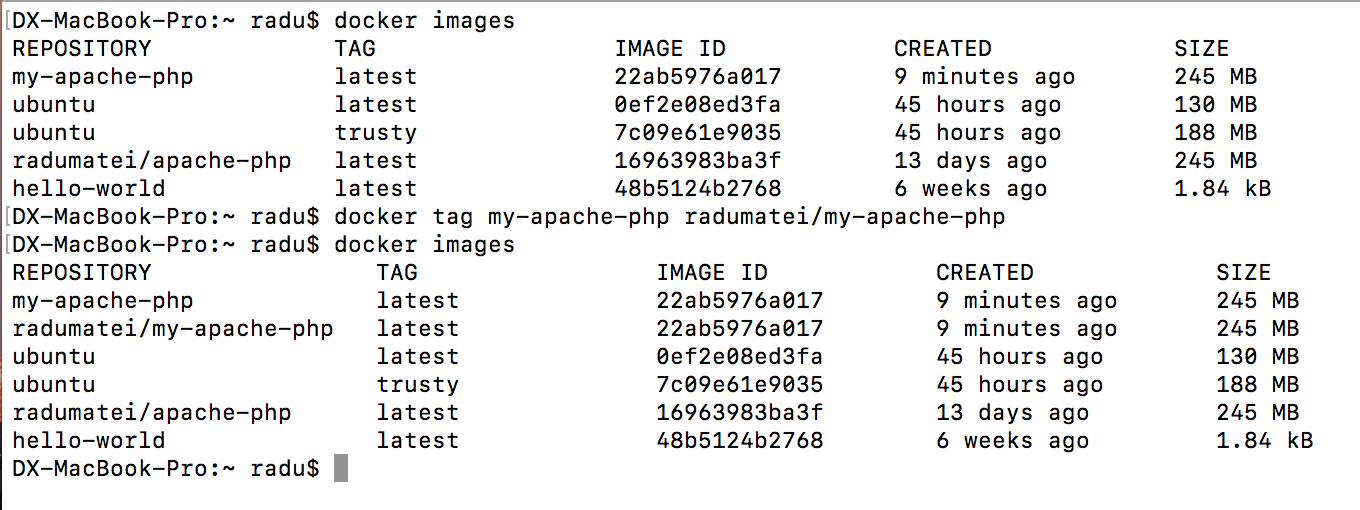 [DX-MacBook-Pro:~ radu$ docker images
REPOSITORY TAG IMAGE ID CREATED SIZE
my-apache-php latest 22ab5976a017 9 minutes ago 245 MB
ubuntu latest 0ef2e08ed3fa 45 hours ago 130 MB
ubuntu trusty 7c09e61e9035 45 hours ago 188 MB
radumatei/apache-php latest 16963983ba3f 13 days ago 245 MB
hello-world latest 48b5124b2768 6 weeks ago 1.84 kB
[DX-MacBook-Pro:~ radu$ docker tag my-apache-php radumatei/my-apache-php
[DX-MacBook-Pro:~ radu$ docker images
REPOSITORY TAG IMAGE ID CREATED SIZE
my-apache-php latest 22ab5976a017 9 minutes ago 245 MB
radumatei/my-apache-php latest 22ab5976a017 9 minutes ago 245 MB
ubuntu latest 0ef2e08ed3fa 45 hours ago 130 MB
ubuntu trusty 7c09e61e9035 45 hours ago 188 MB
radumatei/apache-php latest 16963983ba3f 13 days ago 245 MB
hello-world latest 48b5124b2768 6 weeks ago 1.84 kB
DX-MacBook-Pro:~ radu$